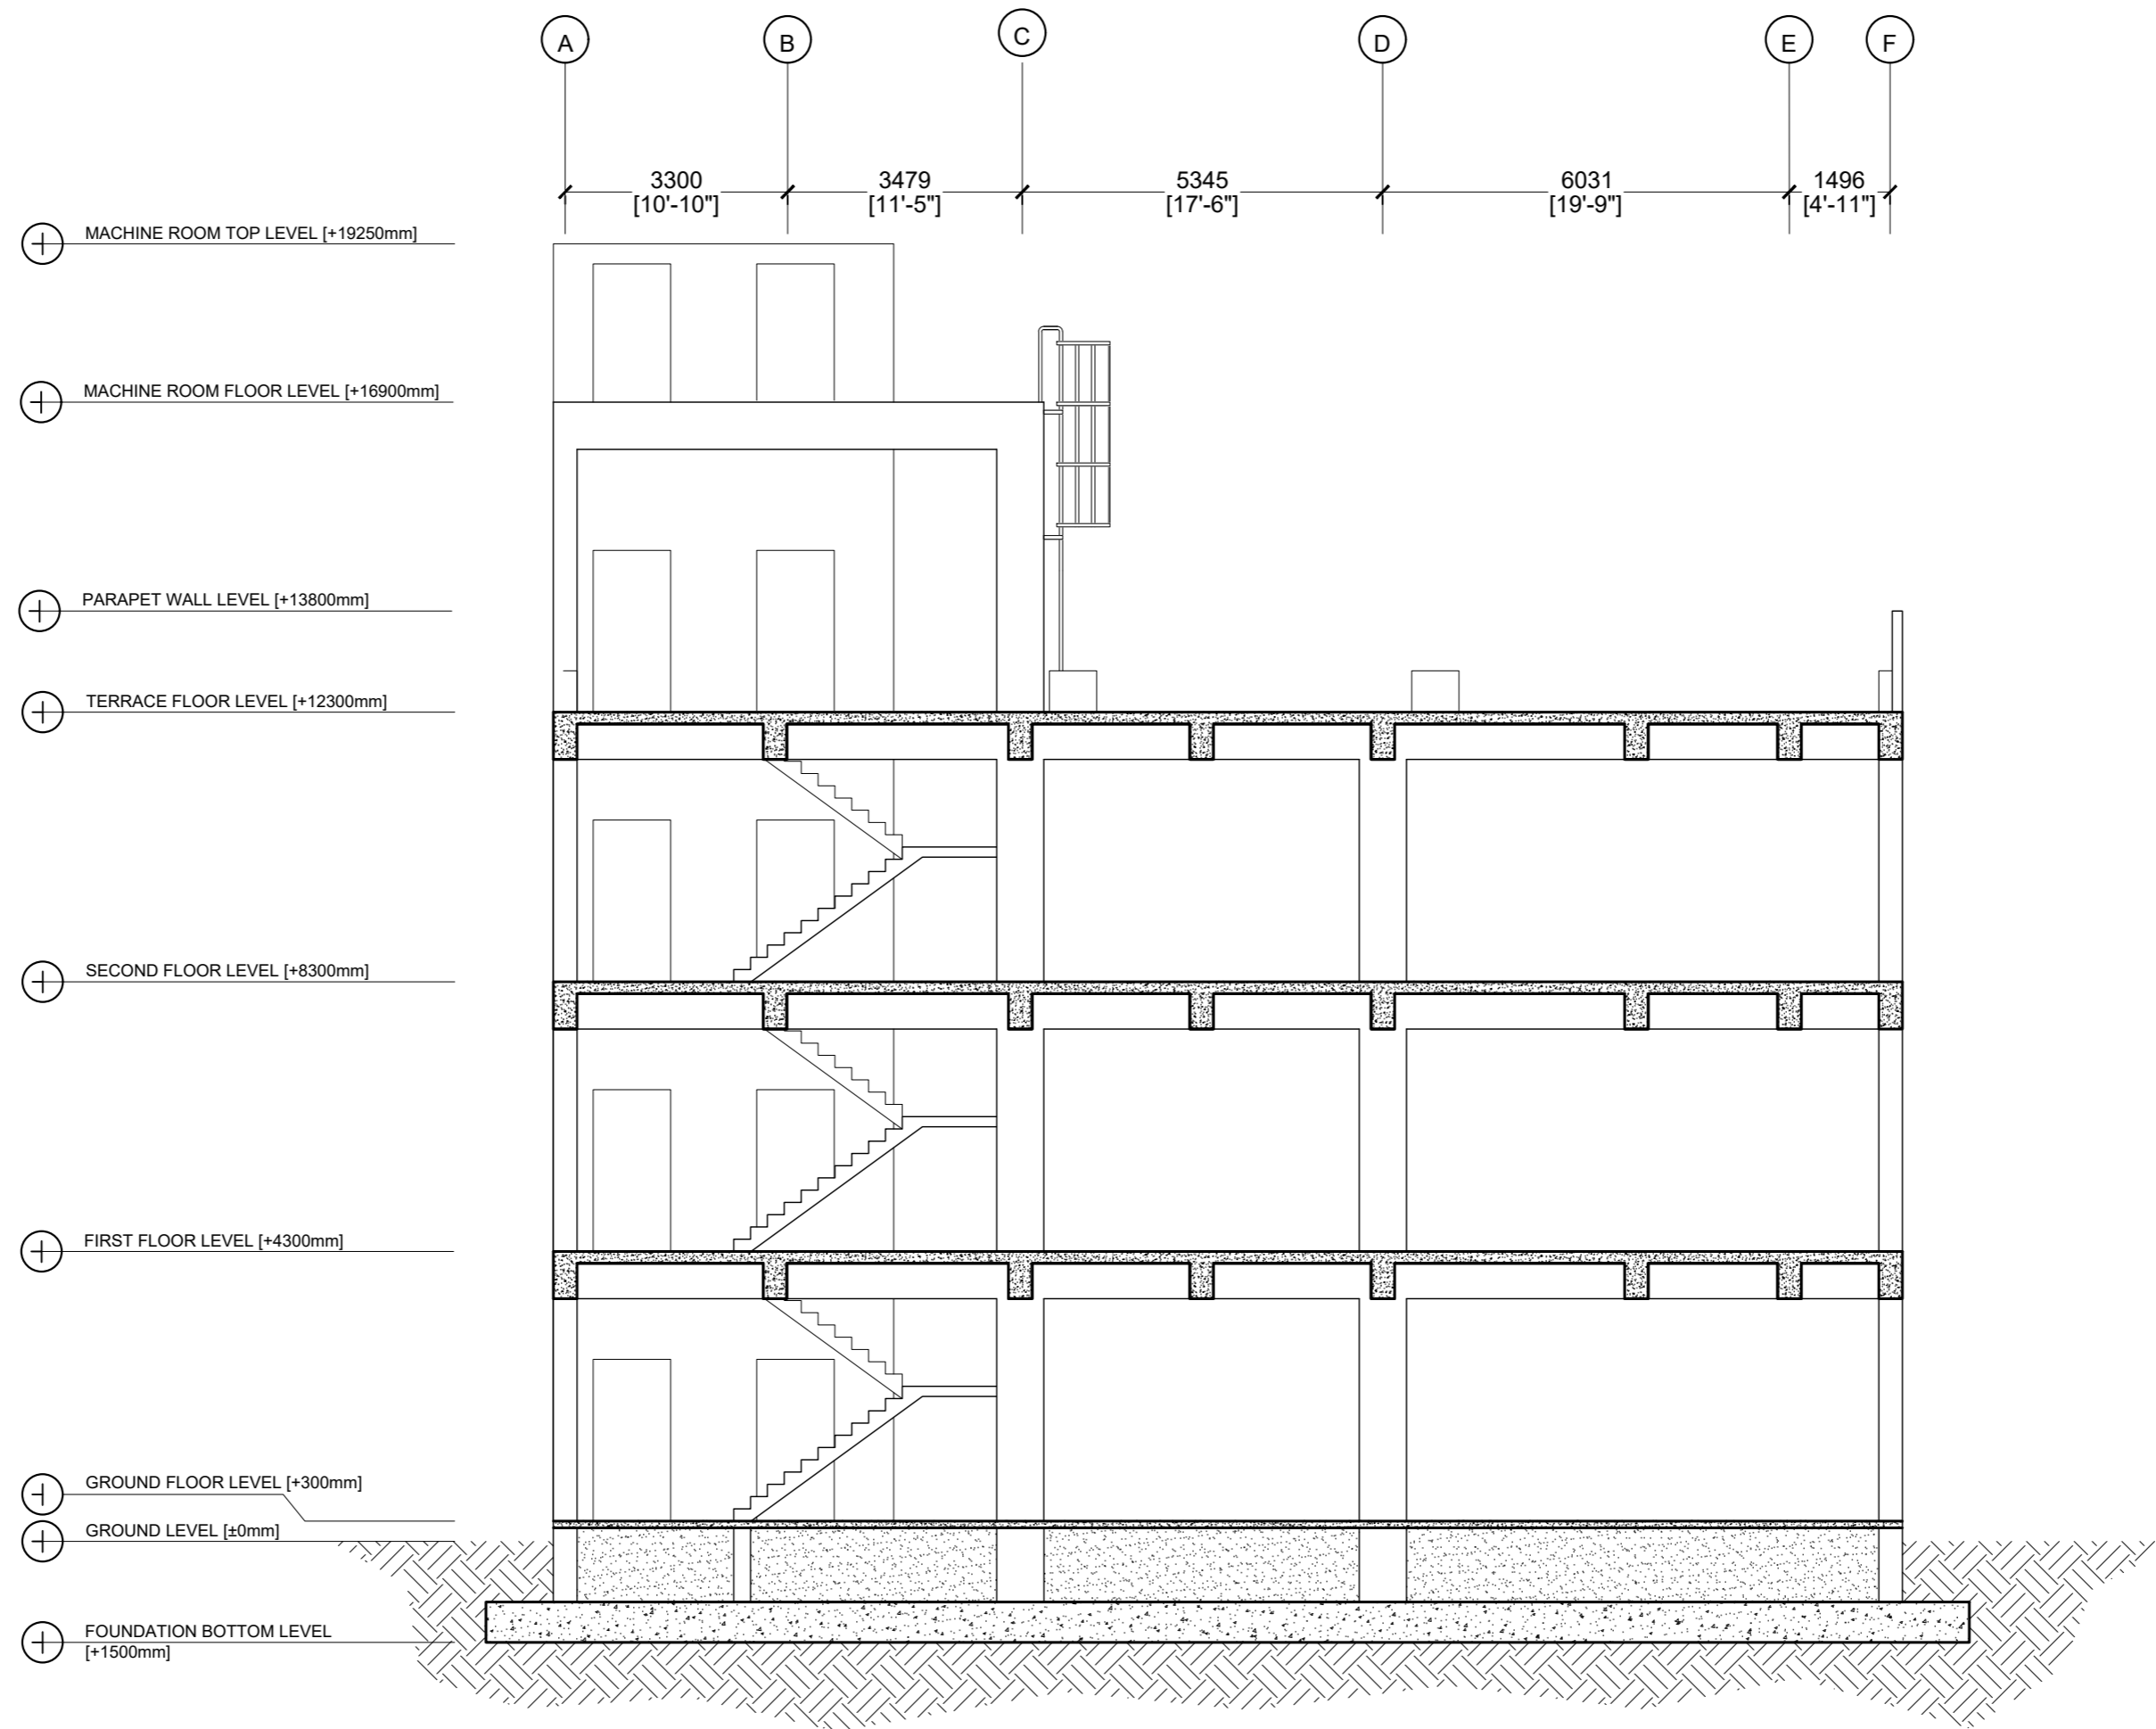 A
B
C
D
E
F
3300
[10'-10"]
3479
[11'-5"]
5345
[17'-6"]
6031
[19'-9"]
1496
[4'-11"]
MACHINE ROOM TOP LEVEL [+19250mm]
MACHINE ROOM FLOOR LEVEL [+16900mm]
PARAPET WALL LEVEL [+13800mm]
TERRACE FLOOR LEVEL [+12300mm]
SECOND FLOOR LEVEL [+8300mm]
FIRST FLOOR LEVEL [+4300mm]
GROUND FLOOR LEVEL [+300mm]
GROUND LEVEL [±0mm]
FOUNDATION BOTTOM LEVEL
[+1500mm]